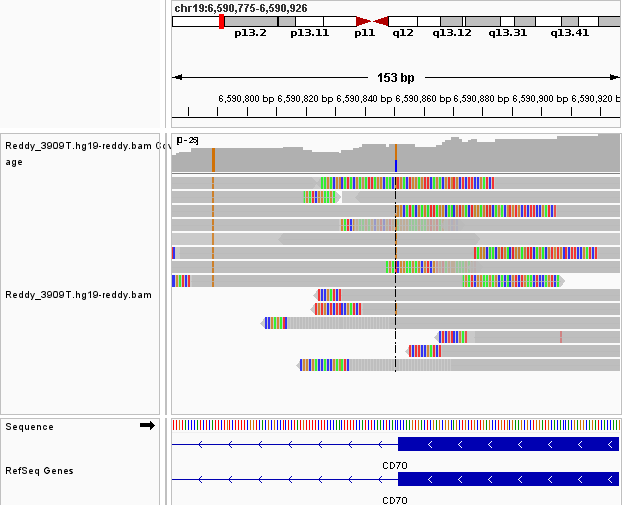 chr19:6,590,775-6,590,926
p13.2 p13.11 p11 q12 q13.12 q13.31 q13.41
153 bp
6,590,800 bp 6,590,820 bp 6,590,840 bp 6,590,860 bp 6,590,880 bp 6,590,900 bp 6,590,920 b
Reddy_3909T.hg19-reddy.bam Cov
age
[0-25]
Reddy_3909T.hg19-reddy.bam
Sequence
CD70
RefSeq Genes
CD70